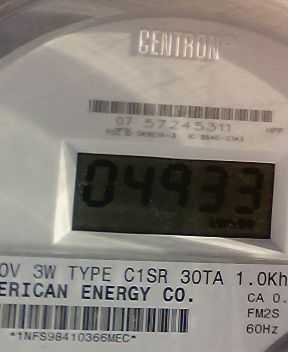 CENTRON®
07 57245311
HPP
04933
0V 3W TYPE C1SR 30TA 1.0Kh
ERICAN ENERGY CO.
CA 0.
FM2S
60Hz
*1NFS98410366MEC*